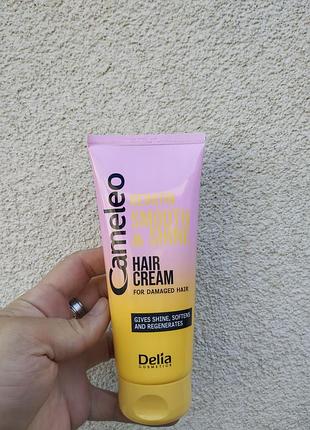 Cameleo
KERATIN
SMOOTH
& SHINE
HAIR
CREAM
FOR DAMAGED HAIR
GIVES SHINE, SOFTENS
AND REGENERATES
Delia
COSMETICS